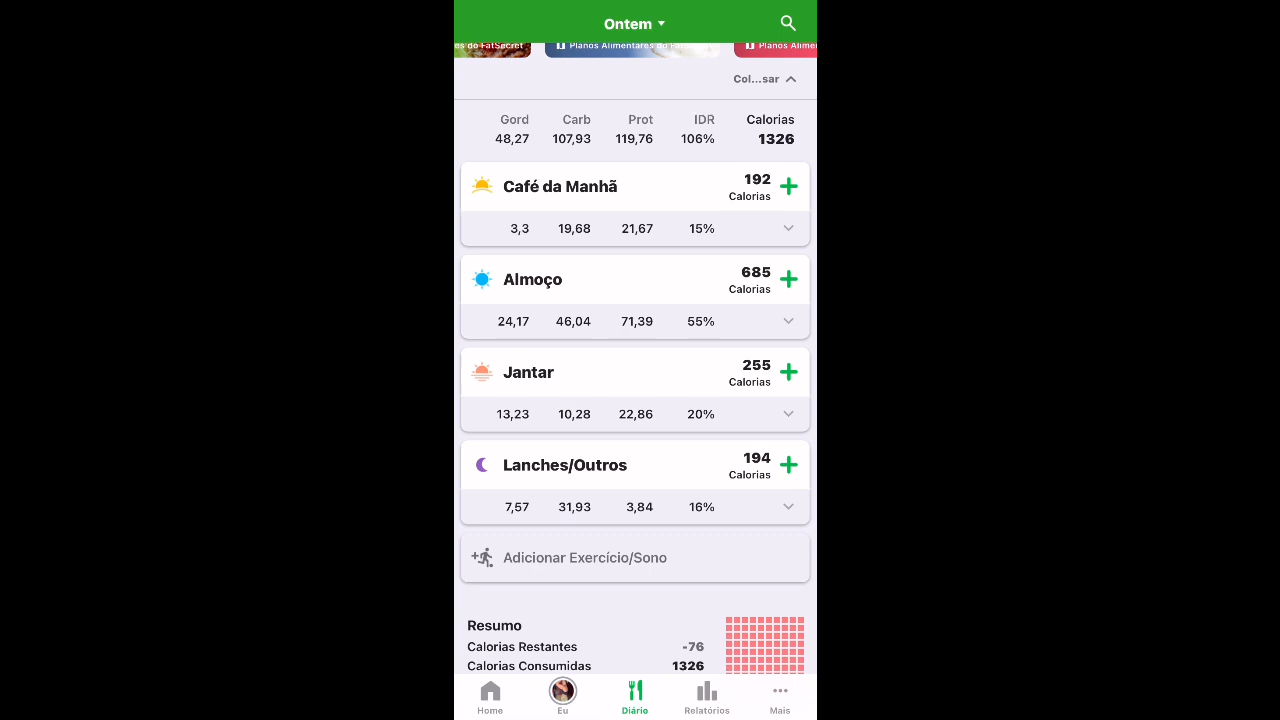 Ontem
es do FatSecret
Planos Alimentares do FatSecret
Planos Alime
Col...sar
Gord Carb Prot IDR Calorias
48,27 107,93 119,76 106% 1326
Café da Manhã 192
Calorias
3,3 19,68 21,67 15%
Almoço 685
Calorias
24,17 46,04 71,39 55%
Jantar 255
Calorias
13,23 10,28 22,86 20%
Lanches/Outros 194
Calorias
7,57 31,93 3,84 16%
Adicionar Exercício/Sono
Resumo
Calorias Restantes -76
Calorias Consumidas 1326
Home Eu Diário Relatórios Mais